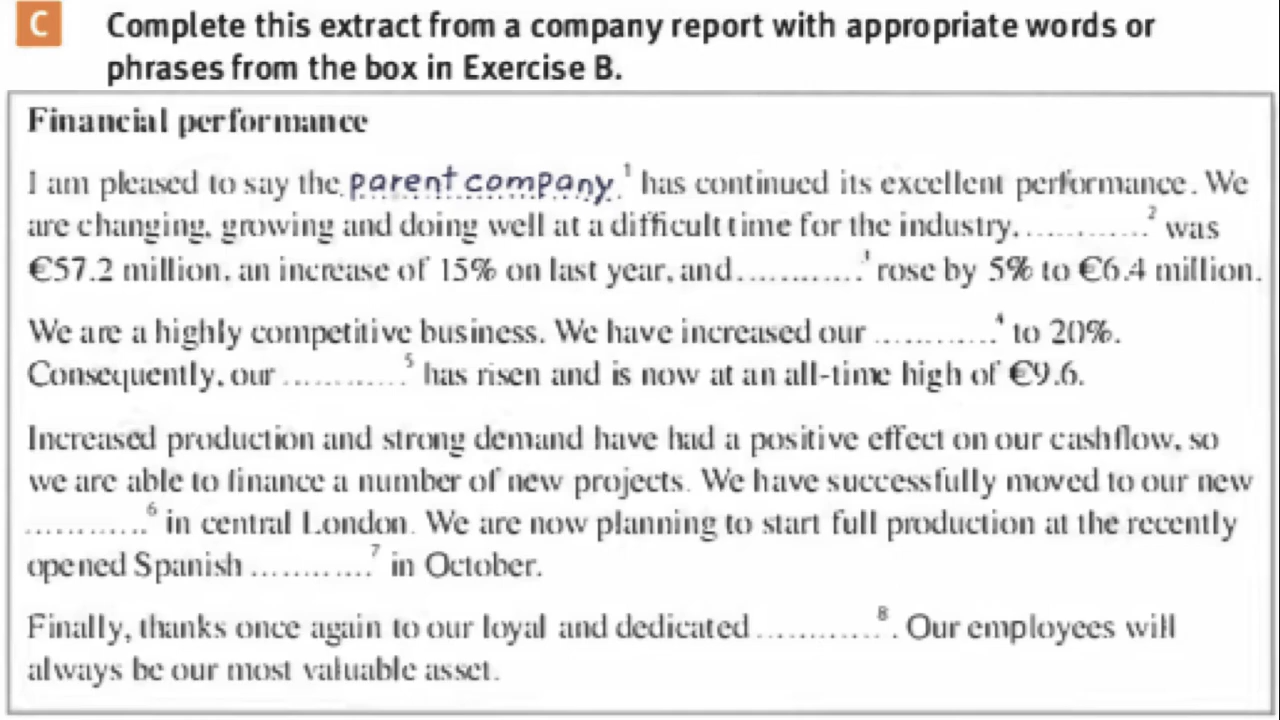 C Complete this extract from a company report with appropriate words or
phrases from the box in Exercise B.
Financial performance
I am pleased to say the parent company ¹ has continued its excellent performance. We
are changing, growing and doing well at a difficult time for the industry. ............² was
€57.2 million, an increase of 15% on last year, and ............³ rose by 5% to €6.4 million.
We are a highly competitive business. We have increased our ............⁴ to 20%.
Consequently, our ............⁵ has risen and is now at an all-time high of €9.6.
Increased production and strong demand have had a positive effect on our cashflow, so
we are able to finance a number of new projects. We have successfully moved to our new
............⁶ in central London. We are now planning to start full production at the recently
opened Spanish ............⁷ in October.
Finally, thanks once again to our loyal and dedicated ............⁸. Our employees will
always be our most valuable asset.